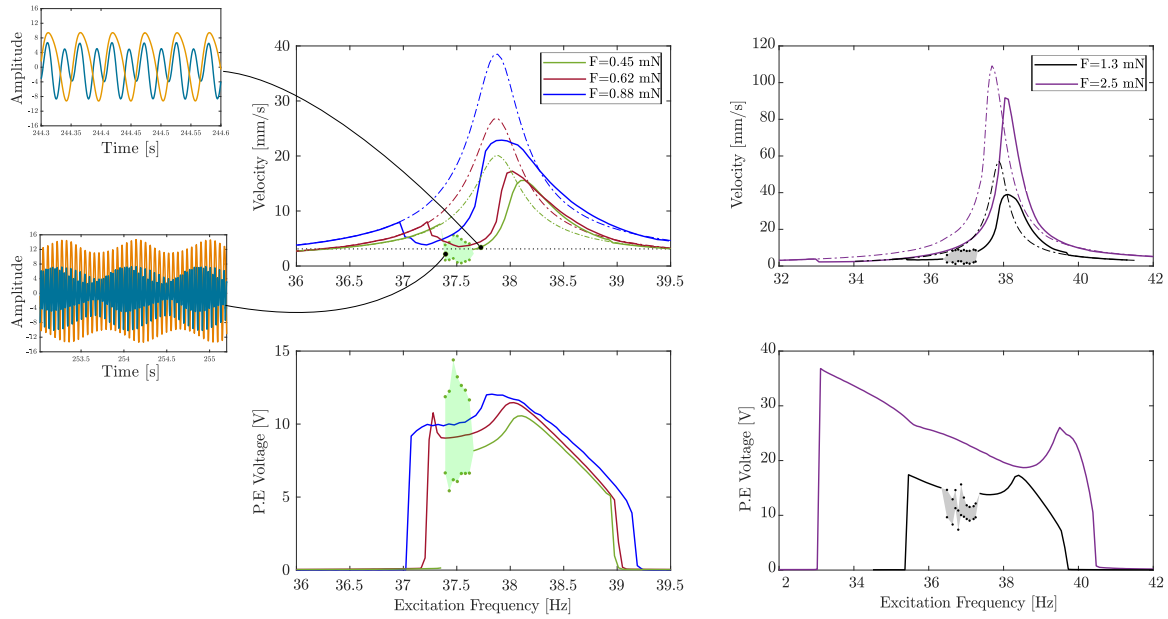 16
12
8
4
0
-4
-8
-12
-16
Amplitude
244.3 244.35 244.4 244.45 244.5 244.55 244.6
Time [s]
16
12
8
4
0
-4
-8
-12
16
Amplitude
253.5 254 254.5 255
Time [s]
40
30
20
10
0
Velocity [mm/s]
F=0.45 mN
F=0.62 mN
F=0.88 mN
36 36.5 37 37.5 38 38.5 39 39.5
120
100
80
60
40
20
0
Velocity [mm/s]
F=1.3 mN
F=2.5 mN
32 34 36 38 40 42
15
10
5
0
P.E Voltage [V]
36 36.5 37 37.5 38 38.5 39 39.5
Excitation Frequency [Hz]
40
30
20
10
0
P.E Voltage [V]
2 34 36 38 40 42
Excitation Frequency [Hz]